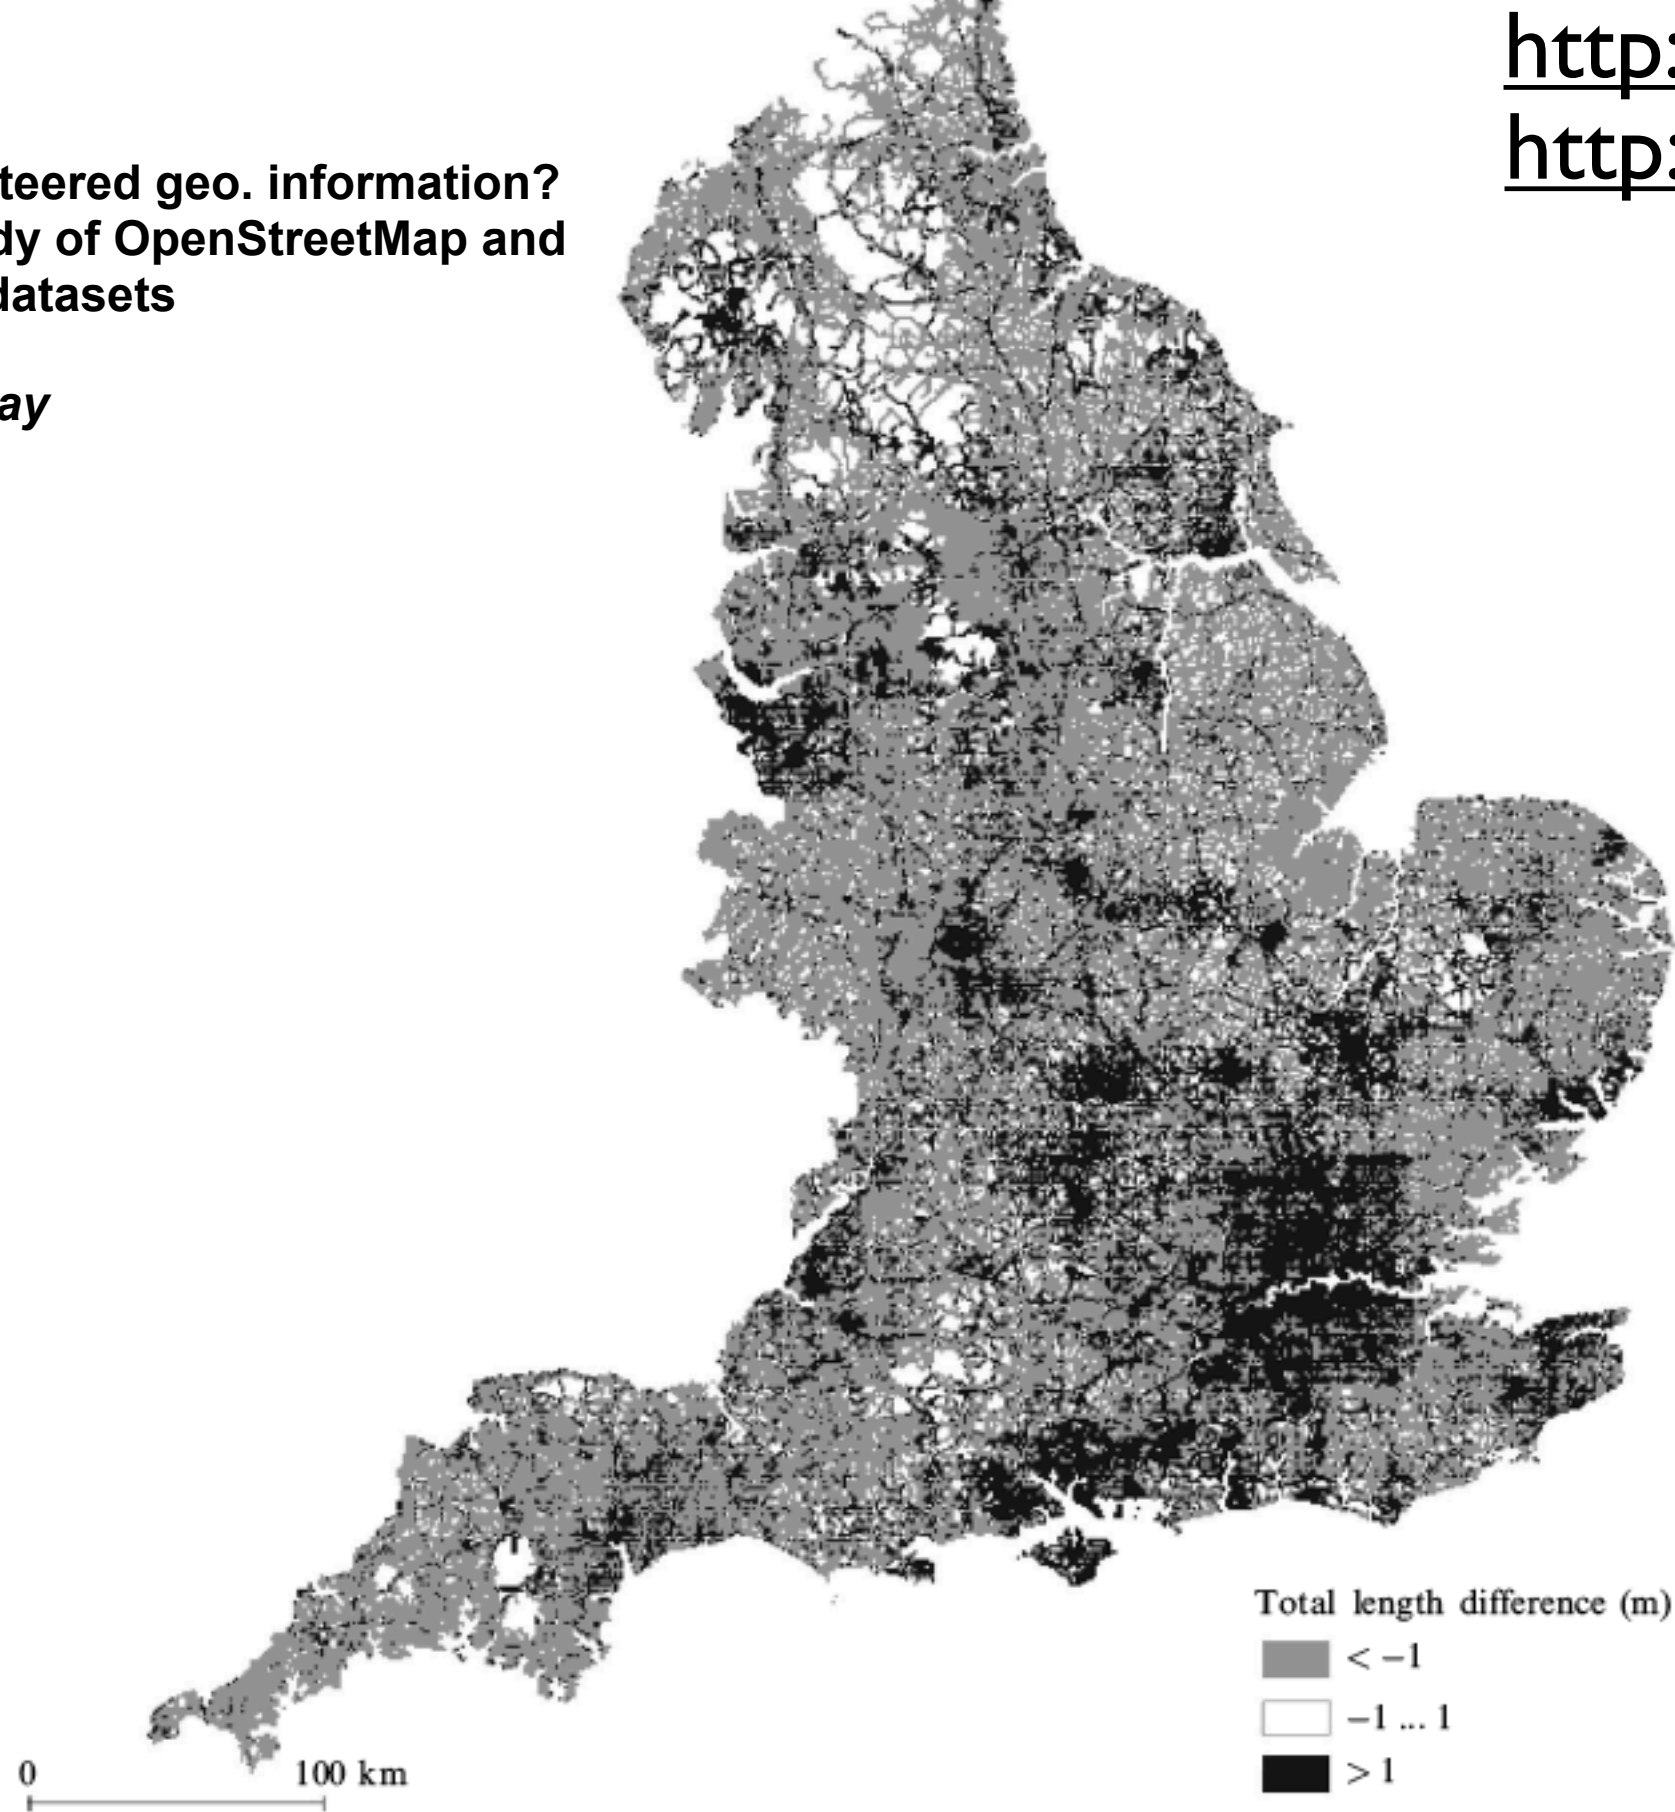 teered geo. information?
dy of OpenStreetMap and
datasets
ay
http:
http:
Total length difference (m)
< −1
−1 ... 1
> 1
0 100 km